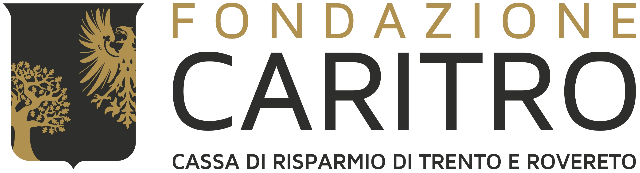 FONDAZIONE
CARITRO
CASSA DI RISPARMIO DI TRENTO E ROVERETO